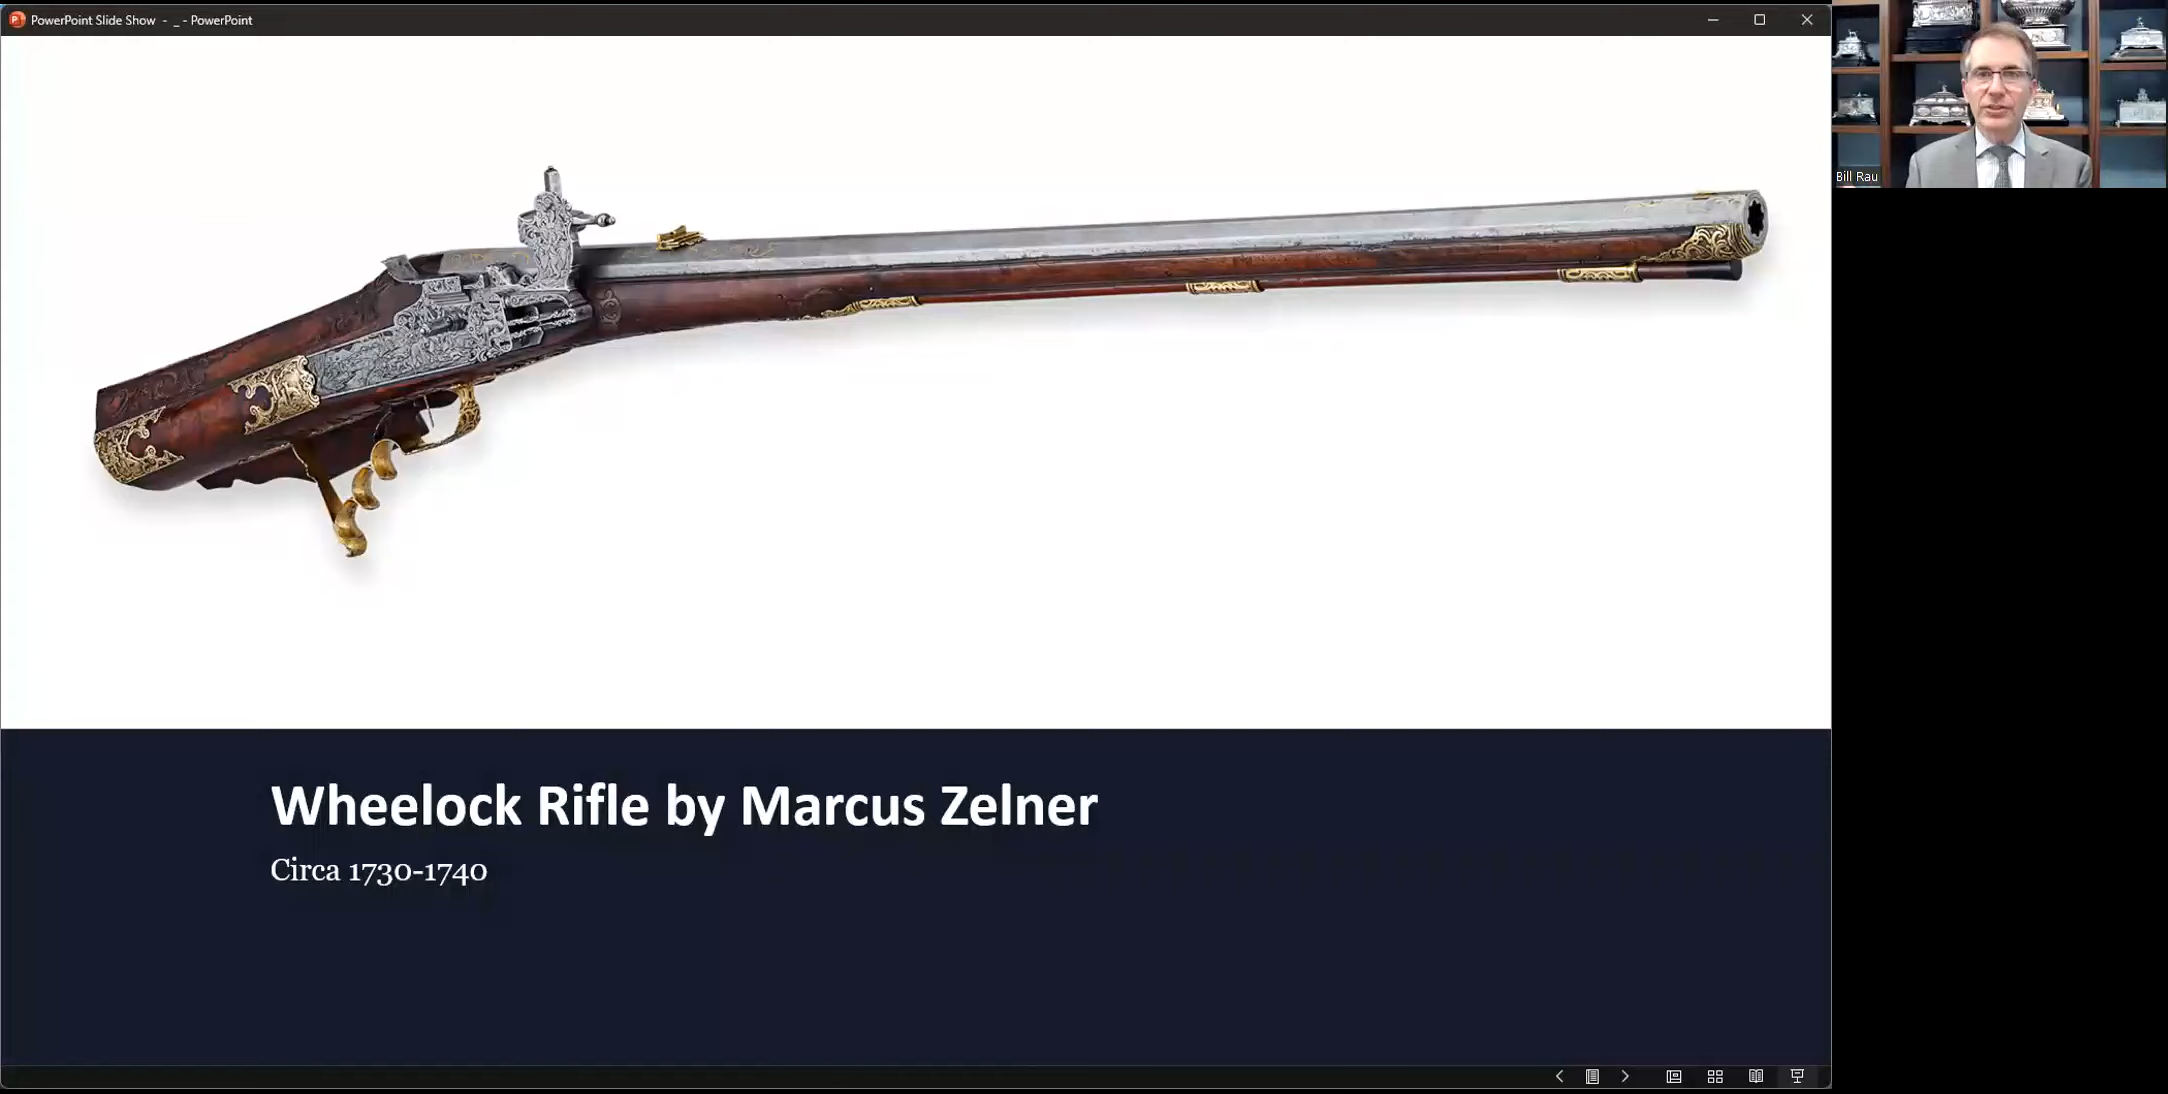 PowerPoint Slide Show - _ - PowerPoint
Bill Rau
Wheelock Rifle by Marcus Zelner
Circa 1730-1740